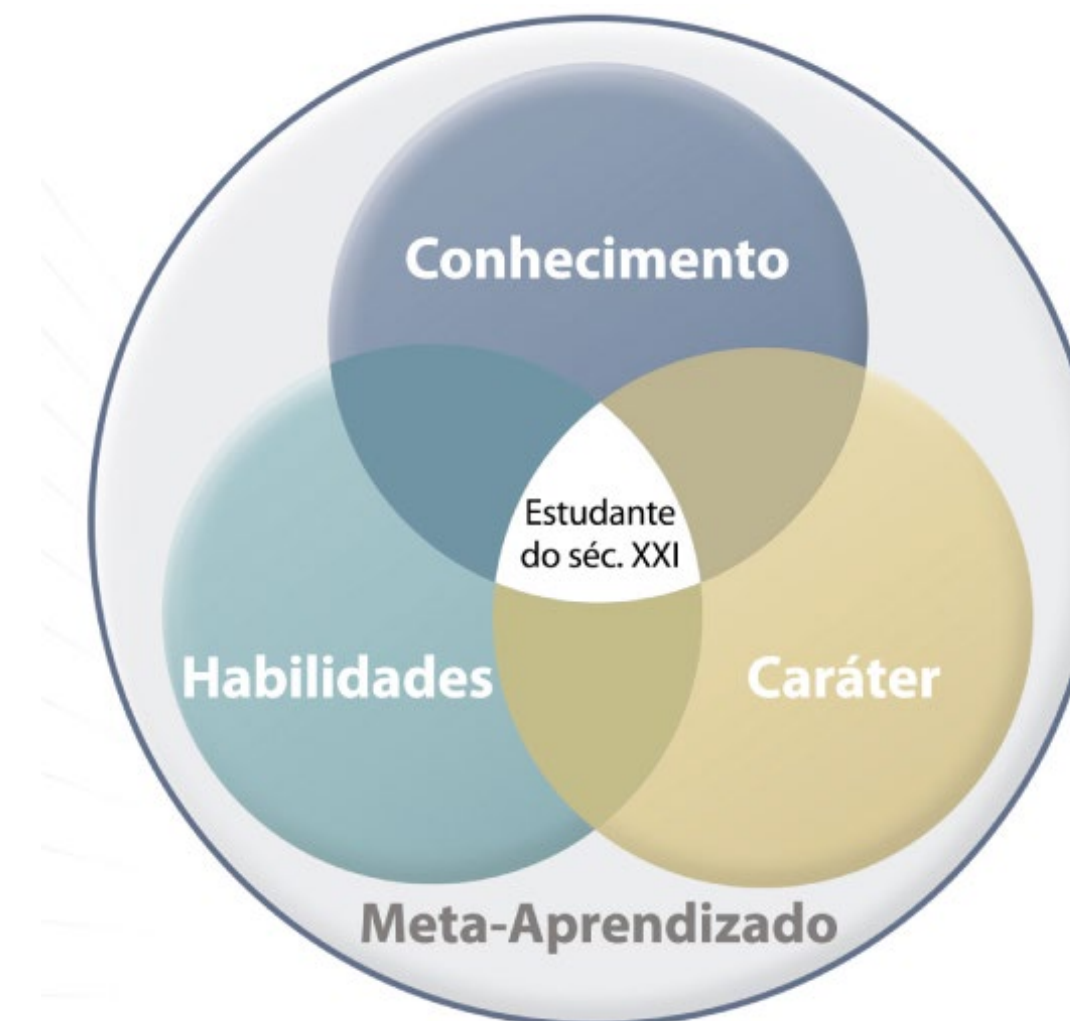 Conhecimento
Estudante
do séc. XXI
Habilidades
Caráter
Meta-Aprendizado